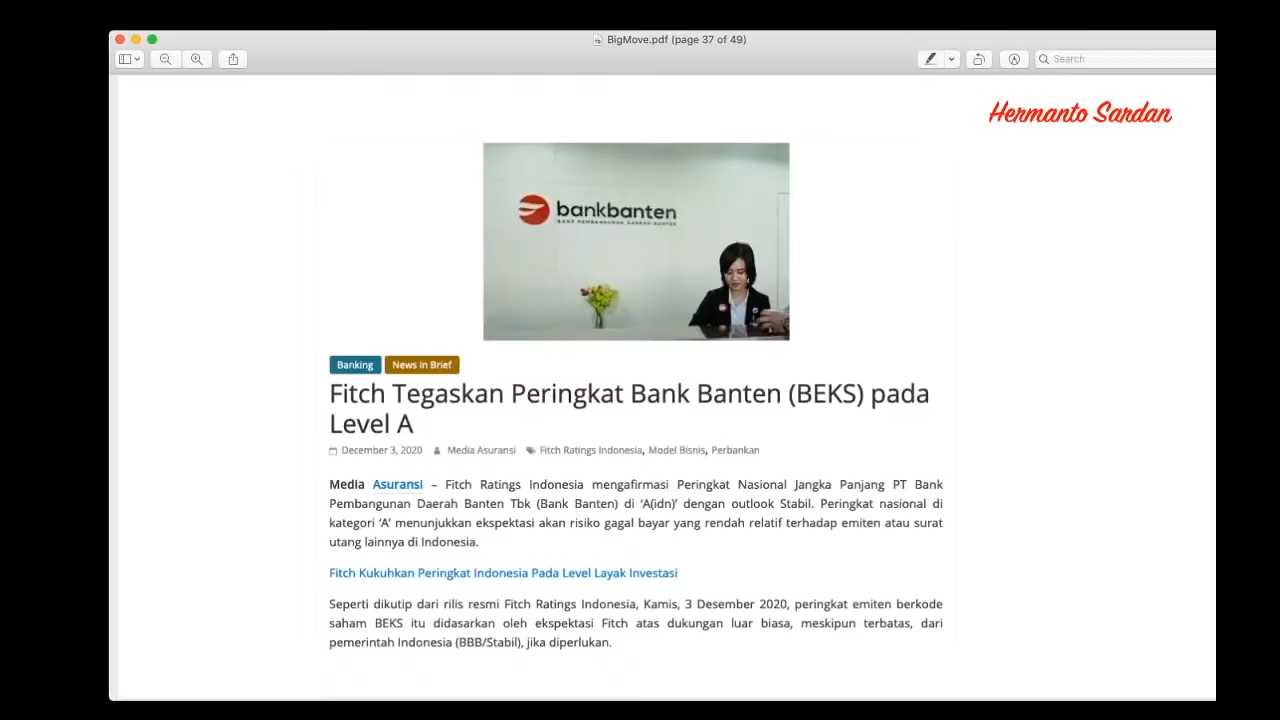 BigMove.pdf (page 37 of 49)
Search
Hermanto Sardan
bankbanten
BANK PEMBANGUNAN DAERAH BANTEN
Banking
News in Brief
Fitch Tegaskan Peringkat Bank Banten (BEKS) pada
Level A
December 3, 2020 Media Asuransi Fitch Ratings Indonesia, Model Bisnis, Perbankan
Media Asuransi – Fitch Ratings Indonesia mengafirmasi Peringkat Nasional Jangka Panjang PT Bank
Pembangunan Daerah Banten Tbk (Bank Banten) di ‘A(idn)’ dengan outlook Stabil. Peringkat nasional di
kategori ‘A’ menunjukkan ekspektasi akan risiko gagal bayar yang rendah relatif terhadap emiten atau surat
utang lainnya di Indonesia.
Fitch Kukuhkan Peringkat Indonesia Pada Level Layak Investasi
Seperti dikutip dari rilis resmi Fitch Ratings Indonesia, Kamis, 3 Desember 2020, peringkat emiten berkode
saham BEKS itu didasarkan oleh ekspektasi Fitch atas dukungan luar biasa, meskipun terbatas, dari
pemerintah Indonesia (BBB/Stabil), jika diperlukan.